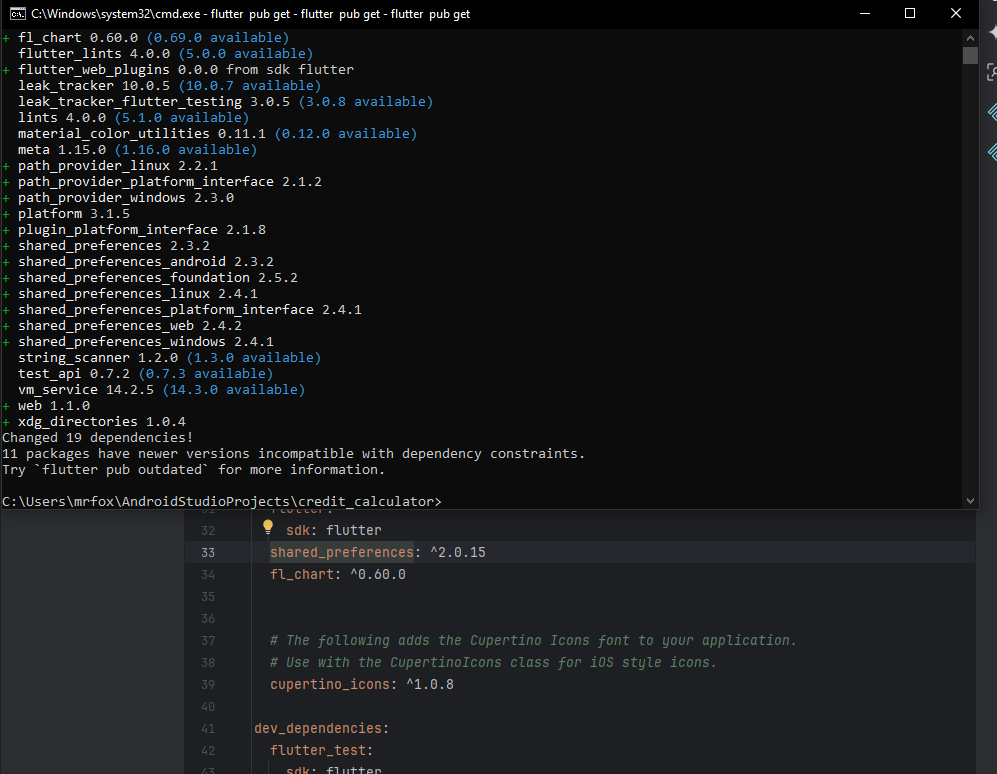 C:\Windows\system32\cmd.exe - flutter pub get - flutter pub get - flutter pub get
+ fl_chart 0.60.0 (0.69.0 available)
flutter_lints 4.0.0 (5.0.0 available)
+ flutter_web_plugins 0.0.0 from sdk flutter
leak_tracker 10.0.5 (10.0.7 available)
leak_tracker_flutter_testing 3.0.5 (3.0.8 available)
lints 4.0.0 (5.1.0 available)
material_color_utilities 0.11.1 (0.12.0 available)
meta 1.15.0 (1.16.0 available)
+ path_provider_linux 2.2.1
+ path_provider_platform_interface 2.1.2
+ path_provider_windows 2.3.0
+ platform 3.1.5
+ plugin_platform_interface 2.1.8
+ shared_preferences 2.3.2
+ shared_preferences_android 2.3.2
+ shared_preferences_foundation 2.5.2
+ shared_preferences_linux 2.4.1
+ shared_preferences_platform_interface 2.4.1
+ shared_preferences_web 2.4.2
+ shared_preferences_windows 2.4.1
string_scanner 1.2.0 (1.3.0 available)
test_api 0.7.2 (0.7.3 available)
vm_service 14.2.5 (14.3.0 available)
+ web 1.1.0
+ xdg_directories 1.0.4
Changed 19 dependencies!
11 packages have newer versions incompatible with dependency constraints.
Try `flutter pub outdated` for more information.
C:\Users\mrfox\AndroidStudioProjects\credit_calculator>
31 flutter:
32 sdk: flutter
33 shared_preferences: ^2.0.15
34 fl_chart: ^0.60.0
35
36
37 # The following adds the Cupertino Icons font to your application.
38 # Use with the CupertinoIcons class for iOS style icons.
39 cupertino_icons: ^1.0.8
40
41 dev_dependencies:
42 flutter_test:
43 sdk: flutter